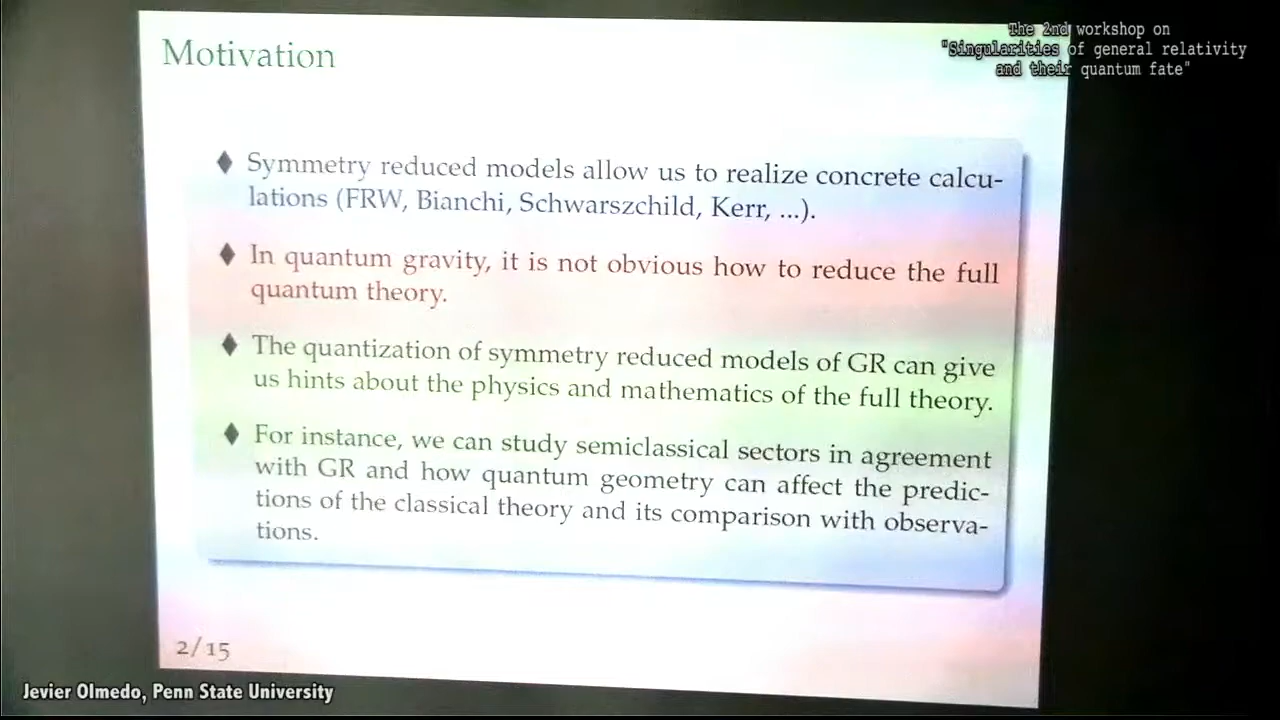 Motivation
The 2nd workshop on
"Singularities of general relativity
and their quantum fate"
♦ Symmetry reduced models allow us to realize concrete calcu-
lations (FRW, Bianchi, Schwarszchild, Kerr, ...).
♦ In quantum gravity, it is not obvious how to reduce the full
quantum theory.
♦ The quantization of symmetry reduced models of GR can give
us hints about the physics and mathematics of the full theory.
♦ For instance, we can study semiclassical sectors in agreement
with GR and how quantum geometry can affect the predic-
tions of the classical theory and its comparison with observa-
tions.
2/15
Jevier Olmedo, Penn State University